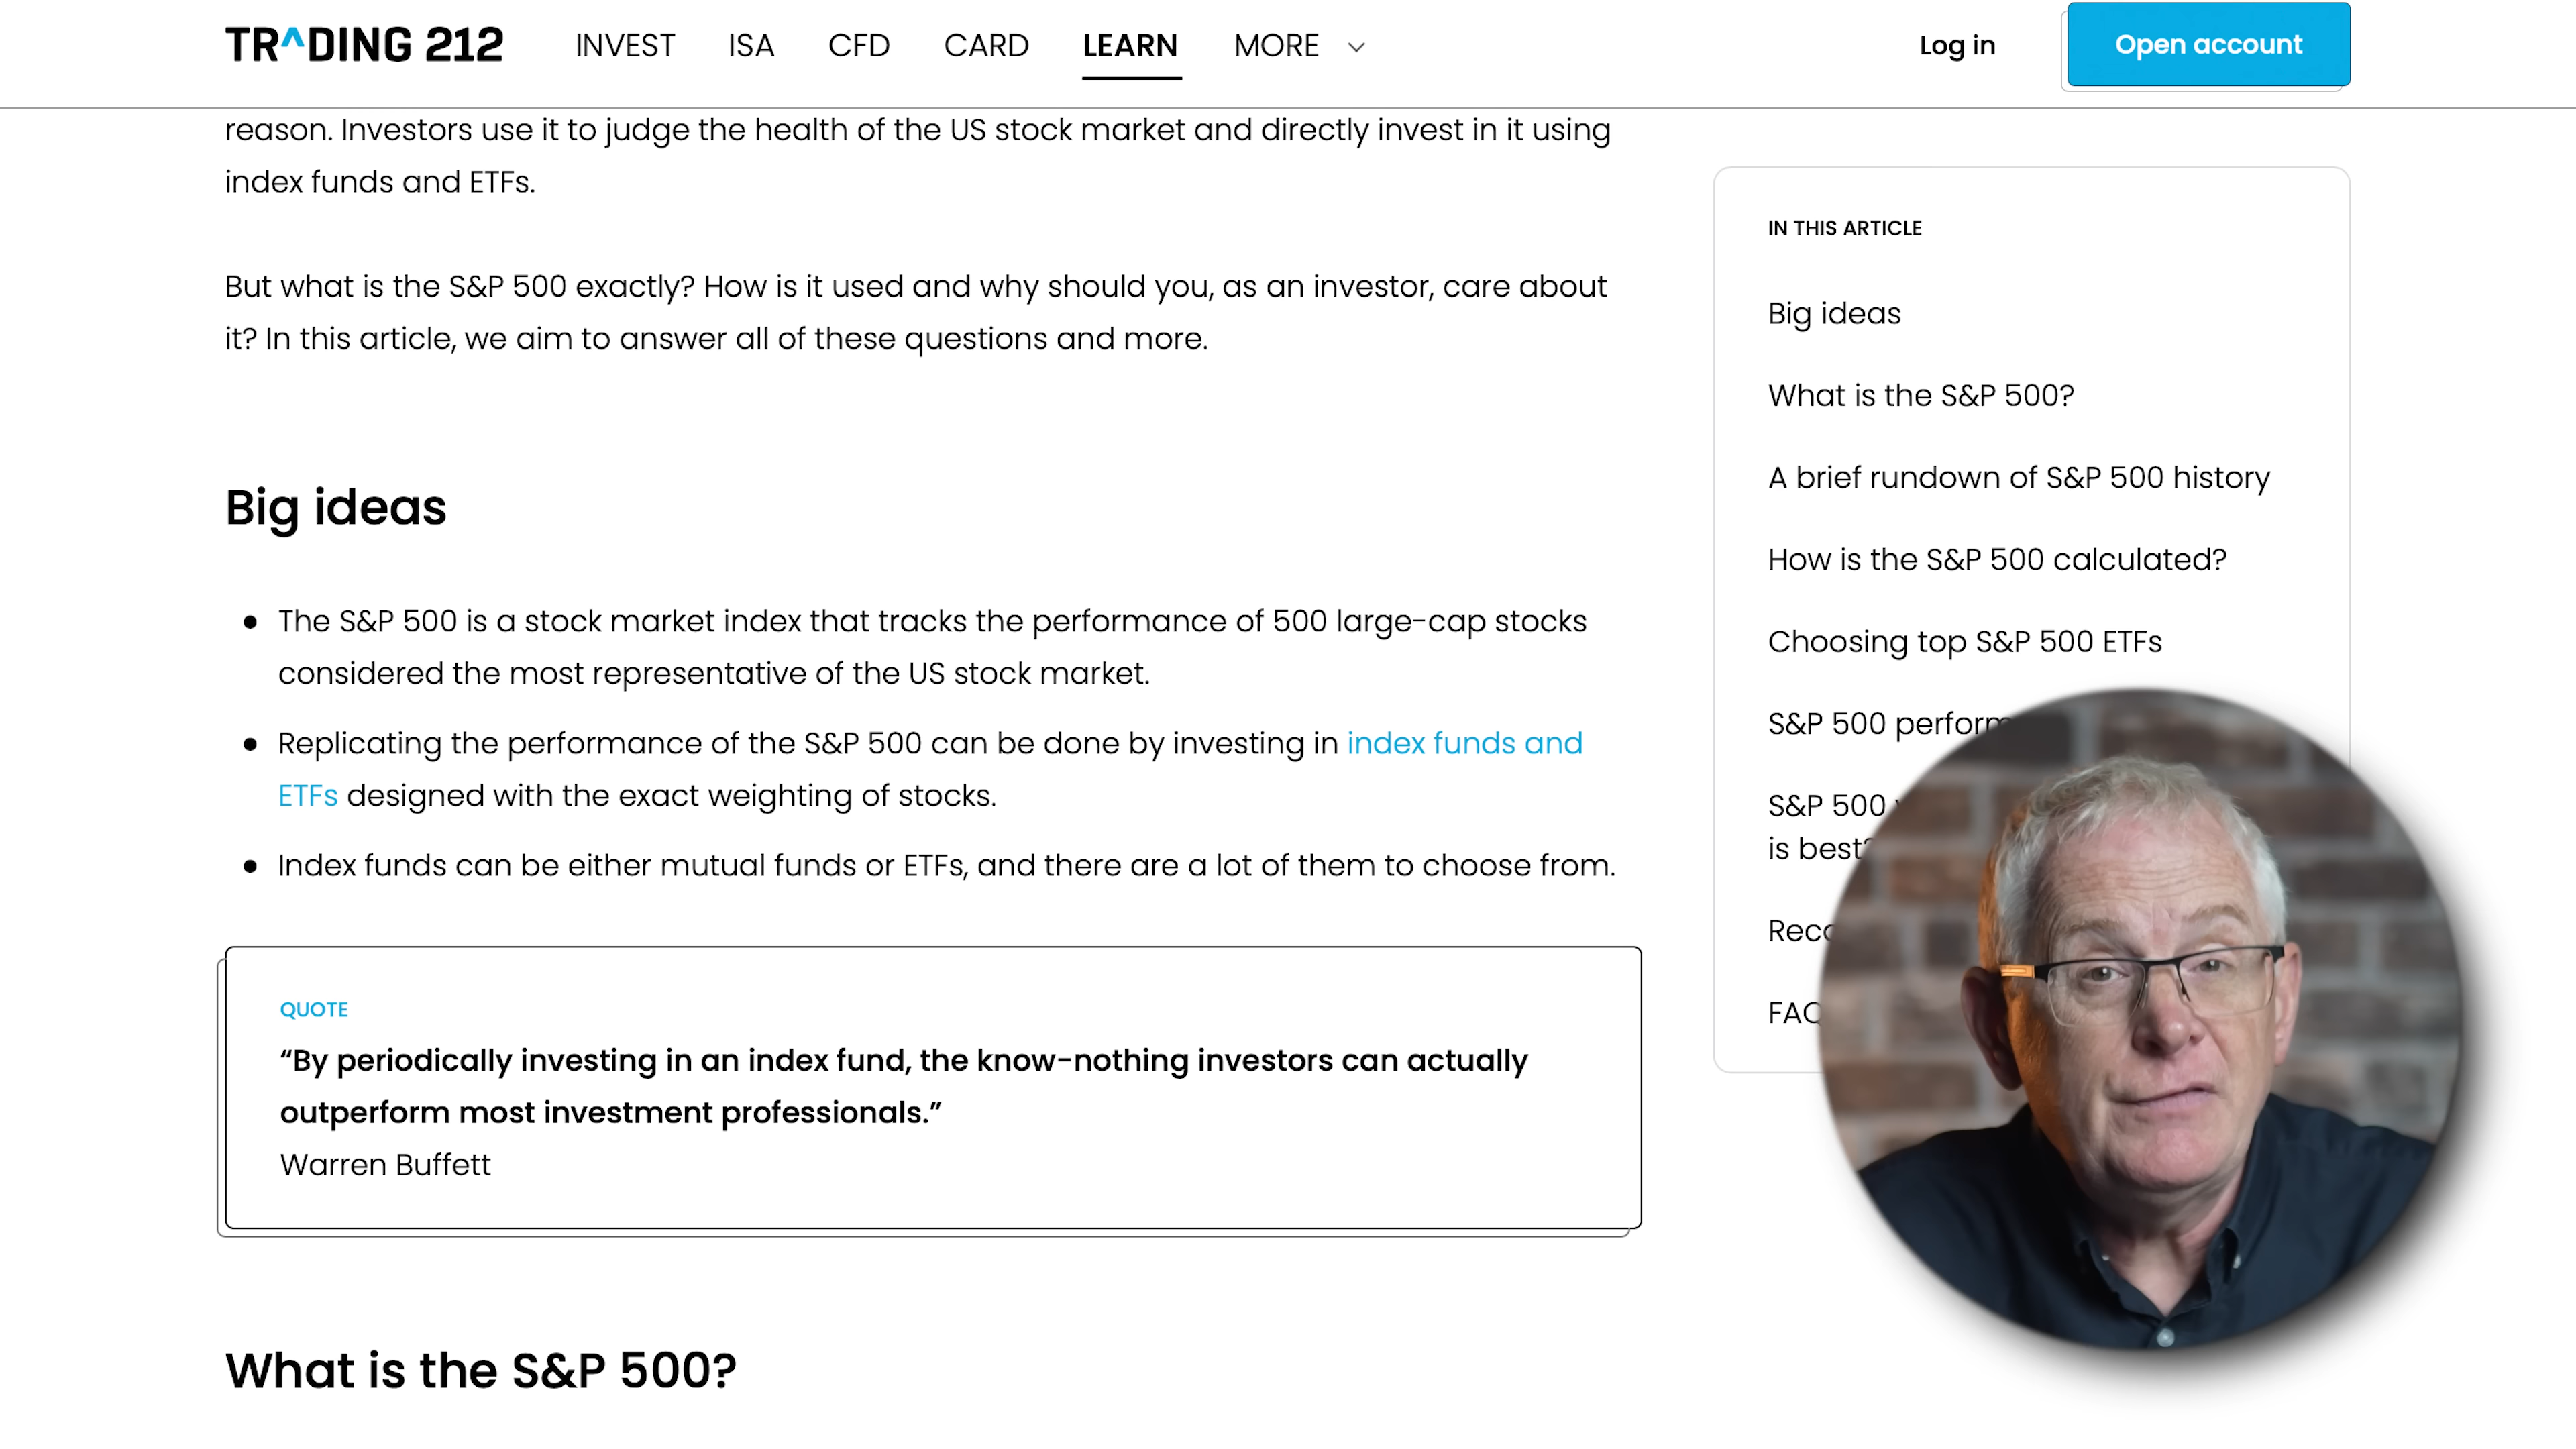 TR^DING 212 INVEST ISA CFD CARD LEARN MORE Log in Open account
reason. Investors use it to judge the health of the US stock market and directly invest in it using
index funds and ETFs.
But what is the S&P 500 exactly? How is it used and why should you, as an investor, care about
it? In this article, we aim to answer all of these questions and more.
Big ideas
• The S&P 500 is a stock market index that tracks the performance of 500 large-cap stocks
considered the most representative of the US stock market.
• Replicating the performance of the S&P 500 can be done by investing in index funds and
ETFs designed with the exact weighting of stocks.
• Index funds can be either mutual funds or ETFs, and there are a lot of them to choose from.
QUOTE
“By periodically investing in an index fund, the know-nothing investors can actually
outperform most investment professionals.”
Warren Buffett
What is the S&P 500?
IN THIS ARTICLE
Big ideas
What is the S&P 500?
A brief rundown of S&P 500 history
How is the S&P 500 calculated?
Choosing top S&P 500 ETFs
S&P 500
S&P 500
is best